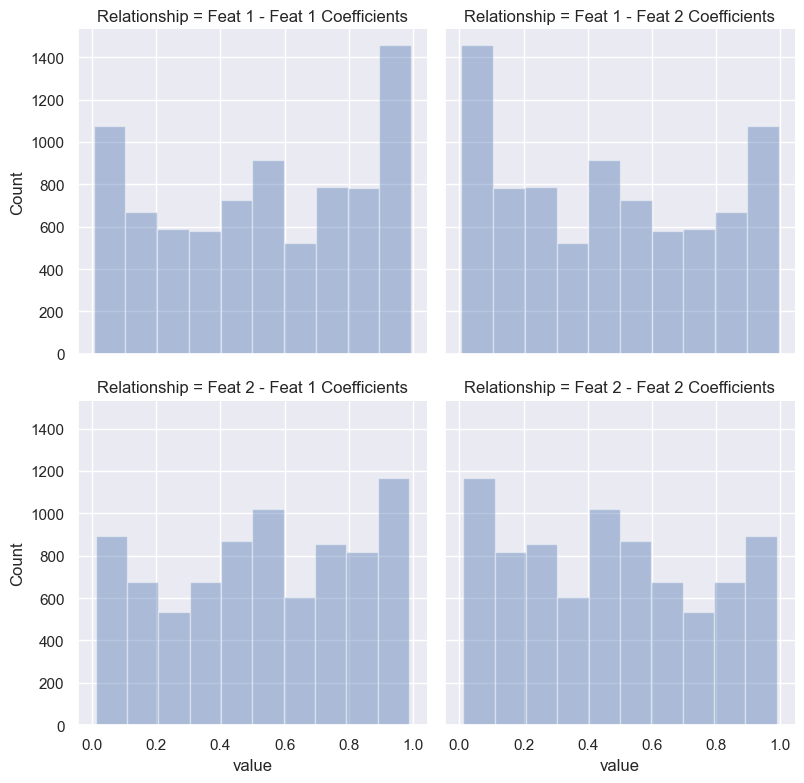 Relationship = Feat 1 - Feat 1 Coefficients
Relationship = Feat 1 - Feat 2 Coefficients
1400
1200
1000
800
600
400
200
0
Count
Relationship = Feat 2 - Feat 1 Coefficients
Relationship = Feat 2 - Feat 2 Coefficients
1400
1200
1000
800
600
400
200
0
Count
0.0 0.2 0.4 0.6 0.8 1.0
value
0.0 0.2 0.4 0.6 0.8 1.0
value